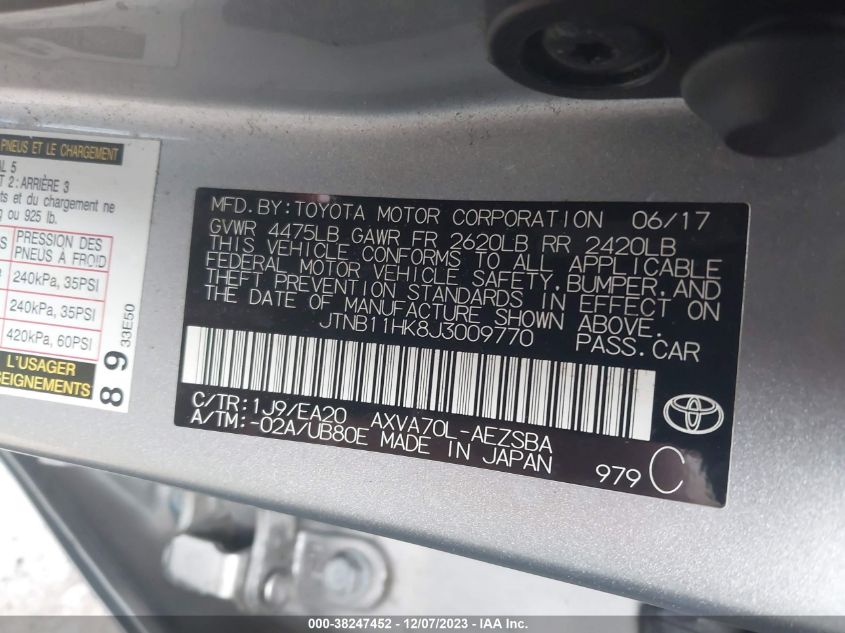 PNEUS ET LE CHARGEMENT
AL 5
T 2 : ARRIÈRE 3
ts et du chargement ne
g ou 925 lb.
PRESSION DES
PNEUS À FROID
240kPa, 35PSI
240kPa, 35PSI
420kPa, 60PSI
L'USAGER
SEIGNEMENTS
89
33E50
MFD. BY: TOYOTA MOTOR CORPORATION 06/17
GVWR 4475LB GAWR FR 2620LB RR 2420LB
THIS VEHICLE CONFORMS TO ALL APPLICABLE
FEDERAL MOTOR VEHICLE SAFETY, BUMPER, AND
THEFT PREVENTION STANDARDS IN EFFECT ON
THE DATE OF MANUFACTURE SHOWN ABOVE.
JTNB11HK8J3009770 PASS.CAR
C/TR: 1J9/EA20 AXVA70L-AEZSBA
A/TM: -02A/UB80E MADE IN JAPAN
979 C
000-38247452 - 12/07/2023 - IAA Inc.